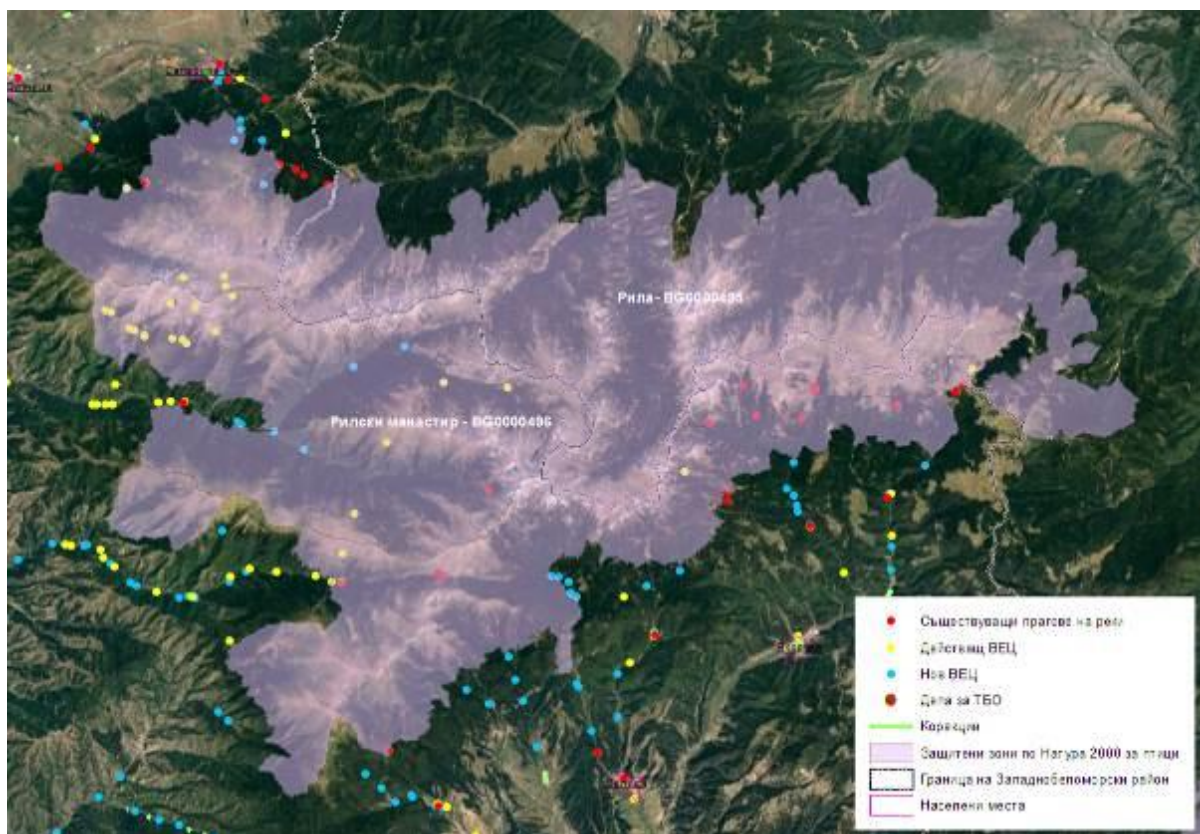 Рила- BG0000495
Рилски манастир - BG0000496
Съществуващи прагове на реки
Действащ ВЕЦ
Нов ВЕЦ
Депа за ТБО
Корекции
Защитени зони по Натура 2000 за птици
Граница на Западнобеломорски район
Населени места